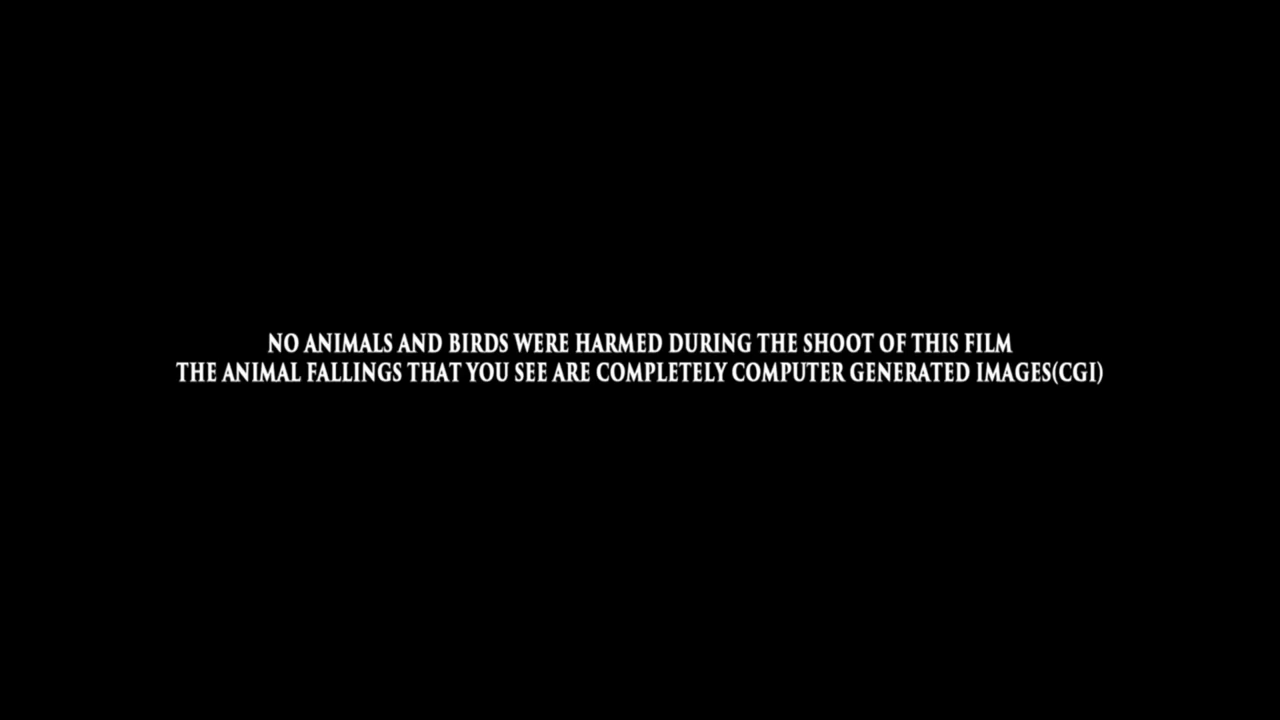 NO ANIMALS AND BIRDS WERE HARMED DURING THE SHOOT OF THIS FILM
THE ANIMAL FALLINGS THAT YOU SEE ARE COMPLETELY COMPUTER GENERATED IMAGES(CGI)